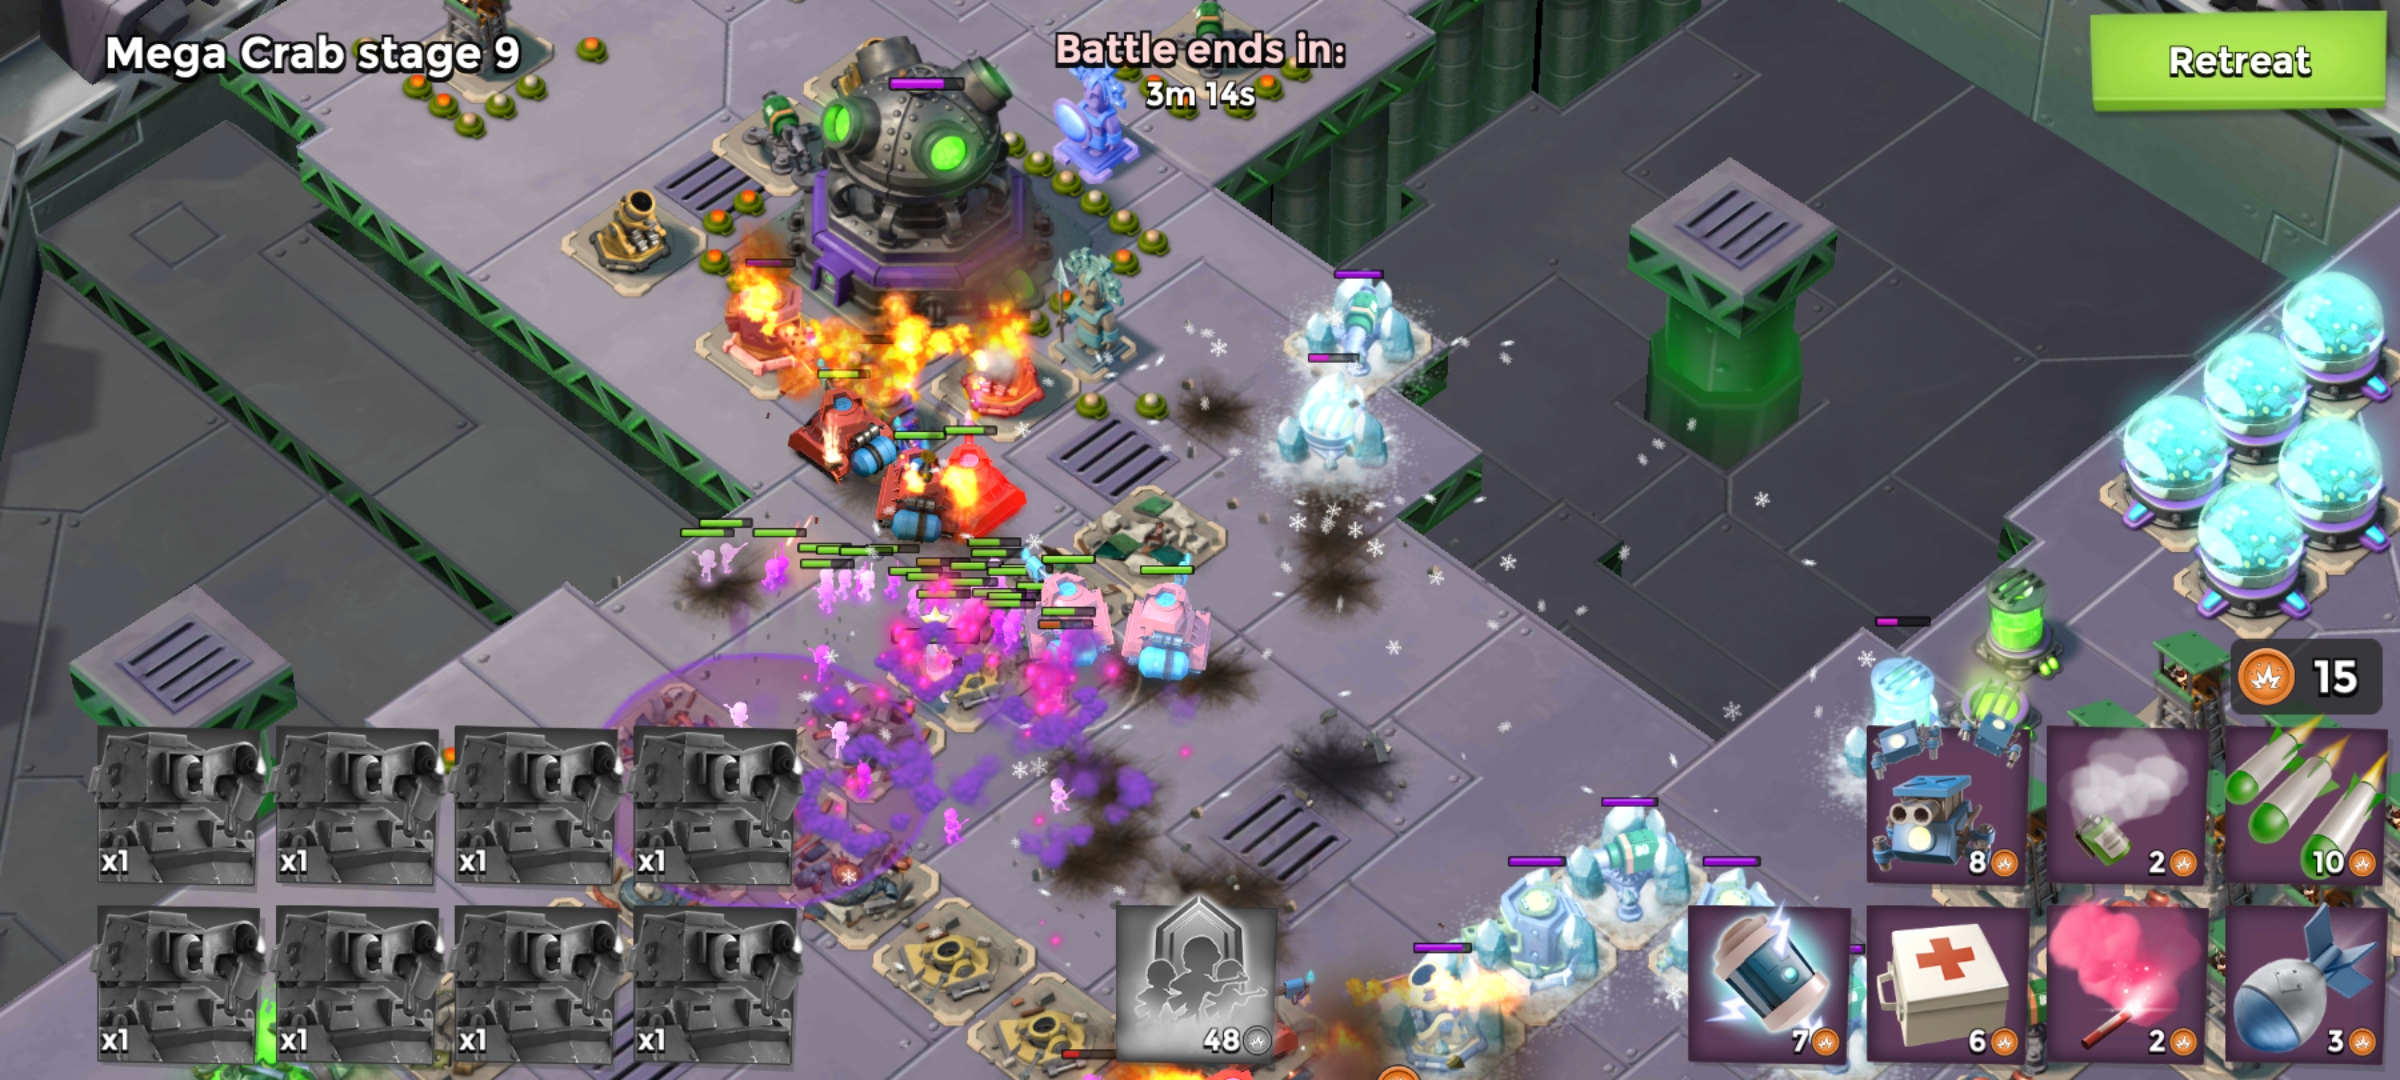 Mega Crab stage 9
Battle ends in:
3m 14s
Retreat
15
x1
x1
x1
x1
8
2
10
x1
x1
x1
x1
48
7
6
2
3